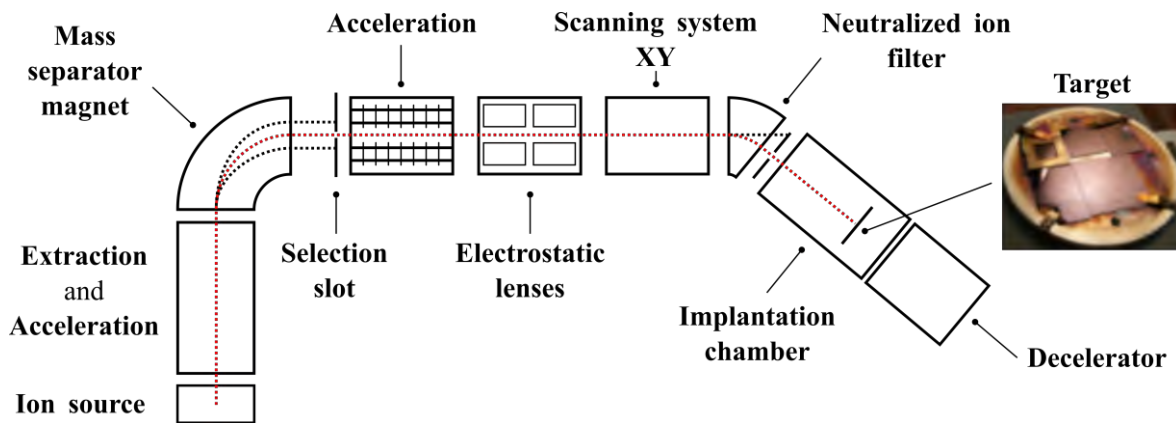 Mass
separator
magnet
Acceleration
Scanning system
XY
Neutralized ion
filter
Target
Extraction
and
Acceleration
Selection
slot
Electrostatic
lenses
Implantation
chamber
Decelerator
Ion source